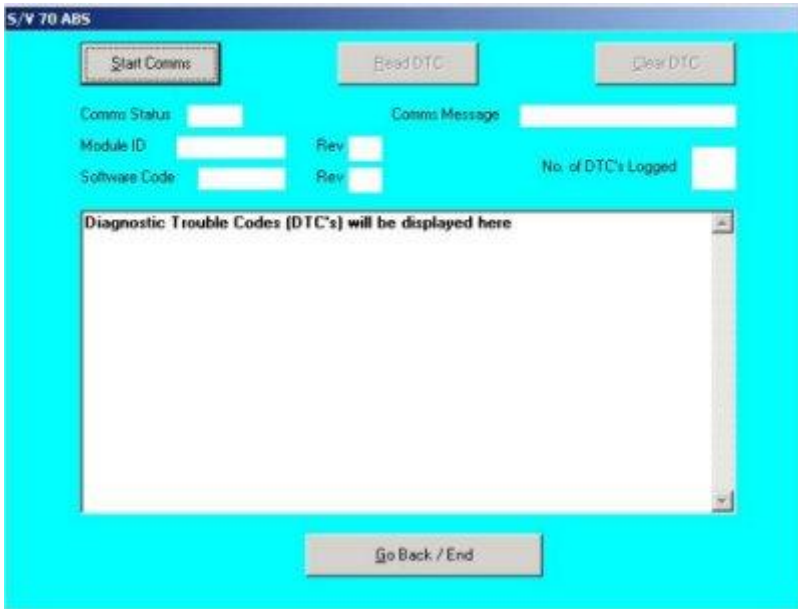 S/V 70 ABS
Start Comms
Read DTC
Clear DTC
Comms Status
Comms Message
Module ID
Rev
No. of DTC's Logged
Software Code
Rev
Diagnostic Trouble Codes (DTC's) will be displayed here
Go Back / End